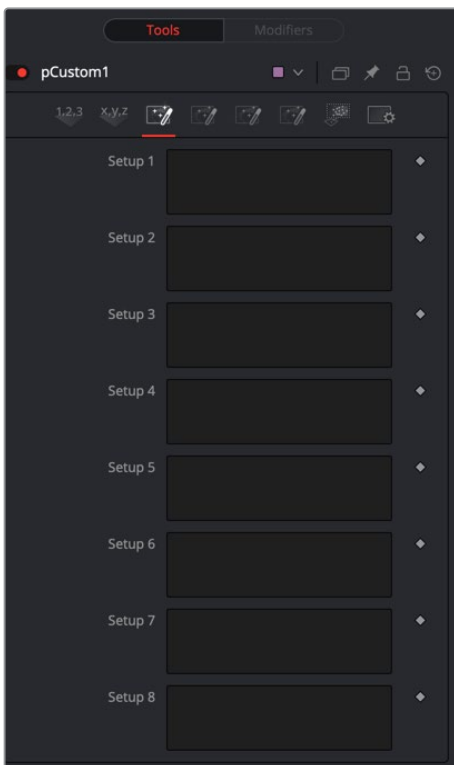 Tools Modifiers
pCustom1
1,2,3 x,y,z
Setup 1
Setup 2
Setup 3
Setup 4
Setup 5
Setup 6
Setup 7
Setup 8